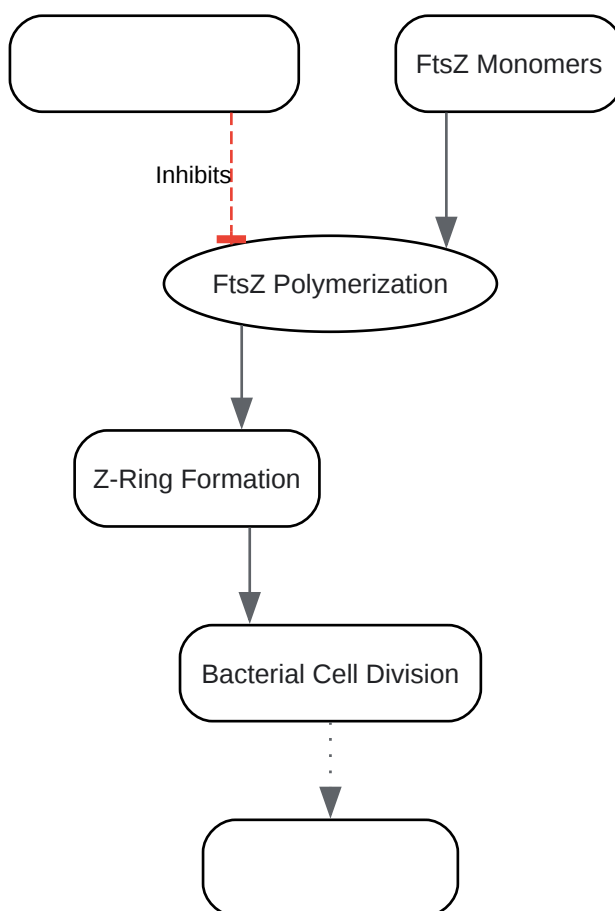 FtsZ Monomers
Inhibits
FtsZ Polymerization
Z-Ring Formation
Bacterial Cell Division